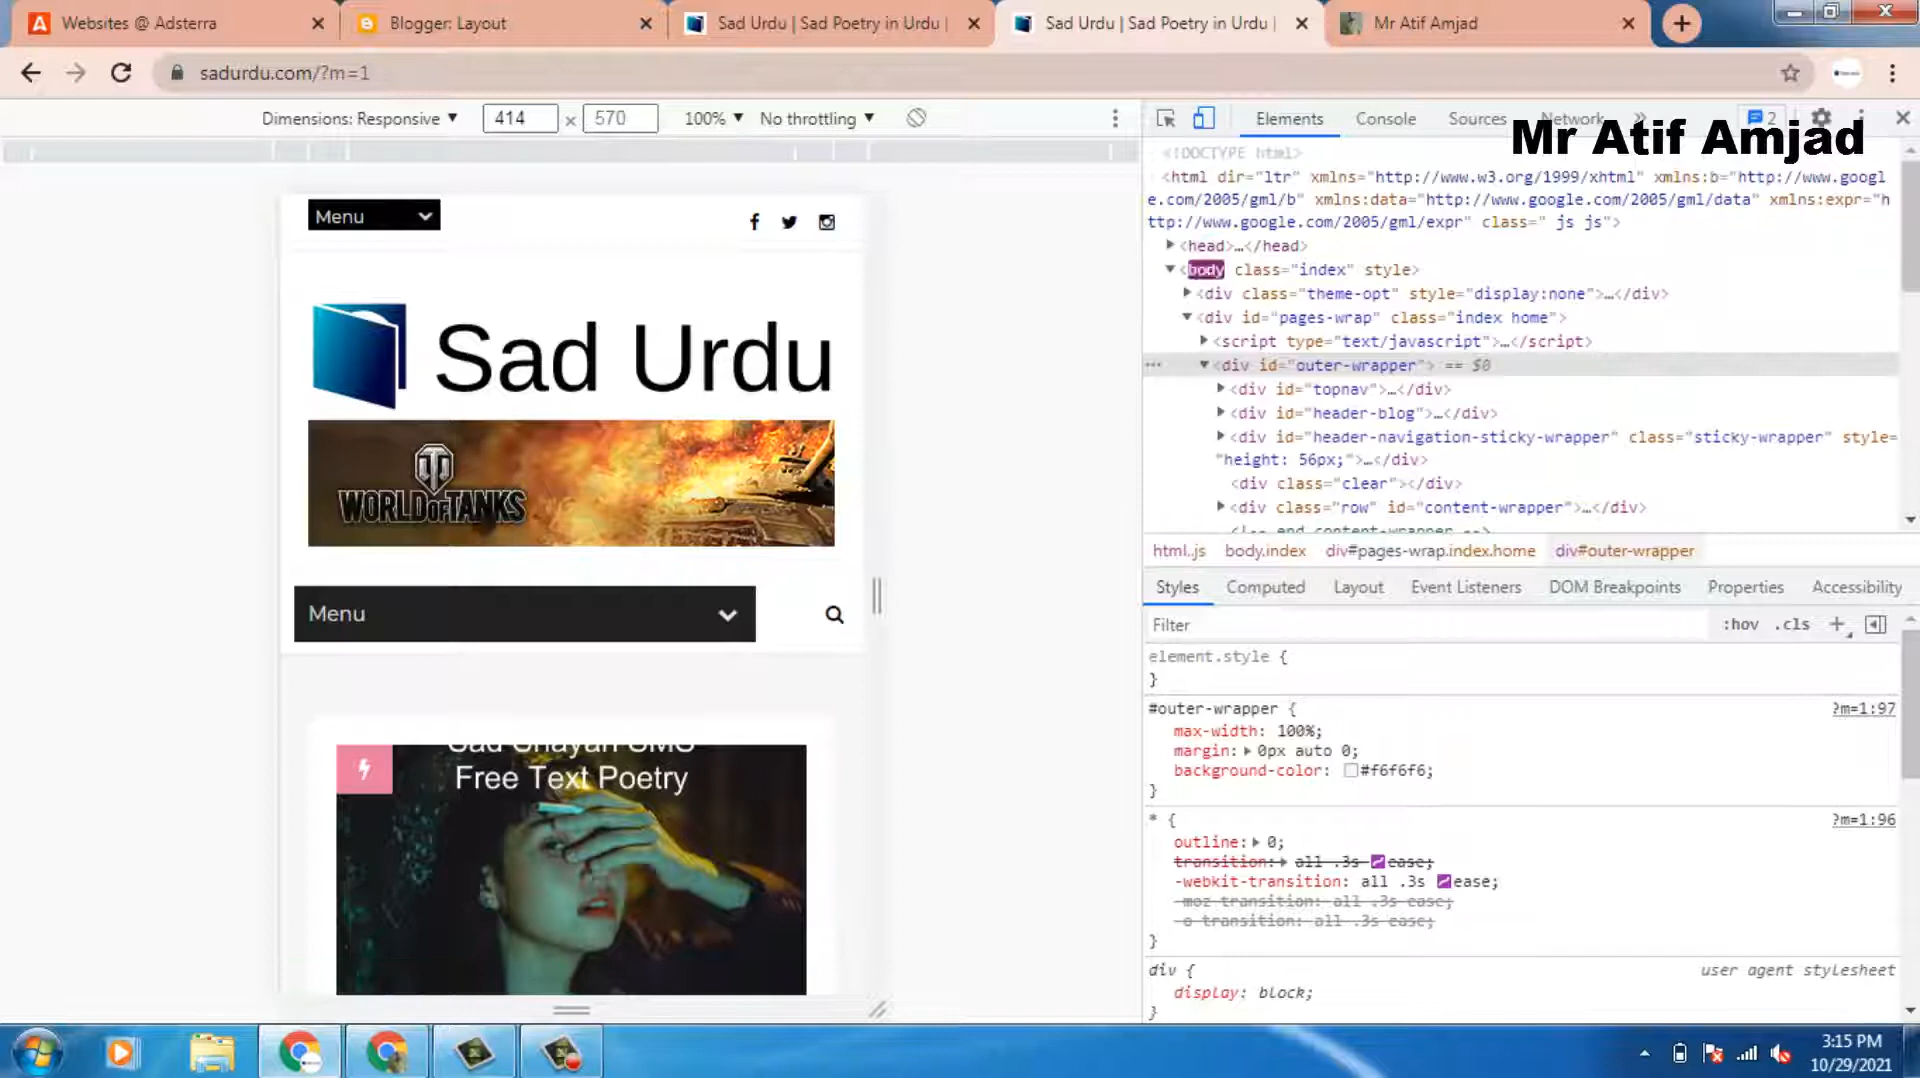 Websites @ Adsterra
Blogger: Layout
Sad Urdu | Sad Poetry in Urdu |
Sad Urdu | Sad Poetry in Urdu |
Mr Atif Amjad
sadurdu.com/?m=1
Dimensions: Responsive
414
x
570
100%
No throttling
Elements
Console
Sources
Network
2
Mr Atif Amjad
<!DOCTYPE html>
<html dir="ltr" xmlns="http://www.w3.org/1999/xhtml" xmlns:b="http://www.googl
e.com/2005/gml/b" xmlns:data="http://www.google.com/2005/gml/data" xmlns:expr="h
ttp://www.google.com/2005/gml/expr" class=" js js">
<head>…</head>
<body class="index" style>
<div class="theme-opt" style="display:none">…</div>
<div id="pages-wrap" class="index home">
<script type="text/javascript">…</script>
<div id="outer-wrapper"> == $0
<div id="topnav">…</div>
<div id="header-blog">…</div>
<div id="header-navigation-sticky-wrapper" class="sticky-wrapper" style=
"height: 56px;">…</div>
<div class="clear"></div>
<div class="row" id="content-wrapper">…</div>
<!-- end content-wrapper -->
html.js
body.index
div#pages-wrap.index.home
div#outer-wrapper
Styles
Computed
Layout
Event Listeners
DOM Breakpoints
Properties
Accessibility
Filter
:hov
.cls
element.style {
}
#outer-wrapper {
?m=1:97
max-width: 100%;
margin: 0px auto 0;
background-color: #f6f6f6;
}
* {
?m=1:96
outline: 0;
transition: all .3s ease;
-webkit-transition: all .3s ease;
-moz-transition: all .3s ease;
-o-transition: all .3s ease;
}
div {
user agent stylesheet
display: block;
}
Menu
Sad Urdu
WORLD OF TANKS
Menu
Sad Shayari SMS
Free Text Poetry
3:15 PM
10/29/2021